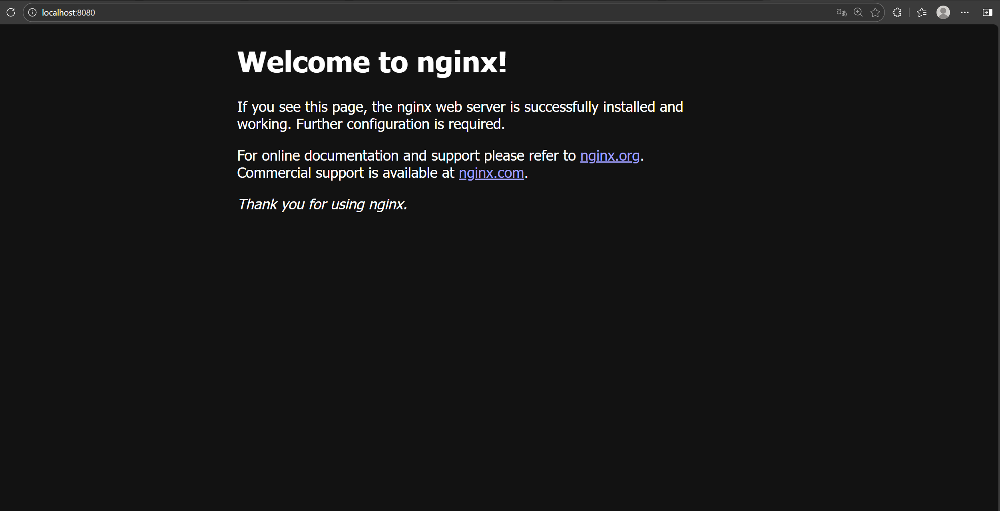 localhost:8080
Welcome to nginx!
If you see this page, the nginx web server is successfully installed and
working. Further configuration is required.
For online documentation and support please refer to nginx.org.
Commercial support is available at nginx.com.
Thank you for using nginx.